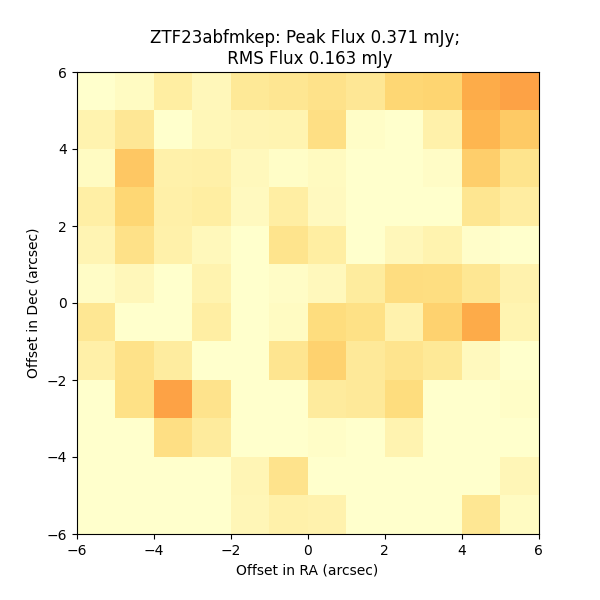 ZTF23abfmkep: Peak Flux 0.371 mJy;
RMS Flux 0.163 mJy
6
4
2
0
−2
−4
−6
Offset in Dec (arcsec)
−6 −4 −2 0 2 4 6
Offset in RA (arcsec)